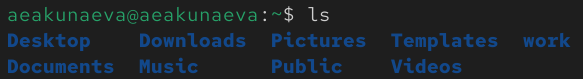 aeakunaeva@aeakunaeva:~$ ls
Desktop Downloads Pictures Templates work
Documents Music Public Videos